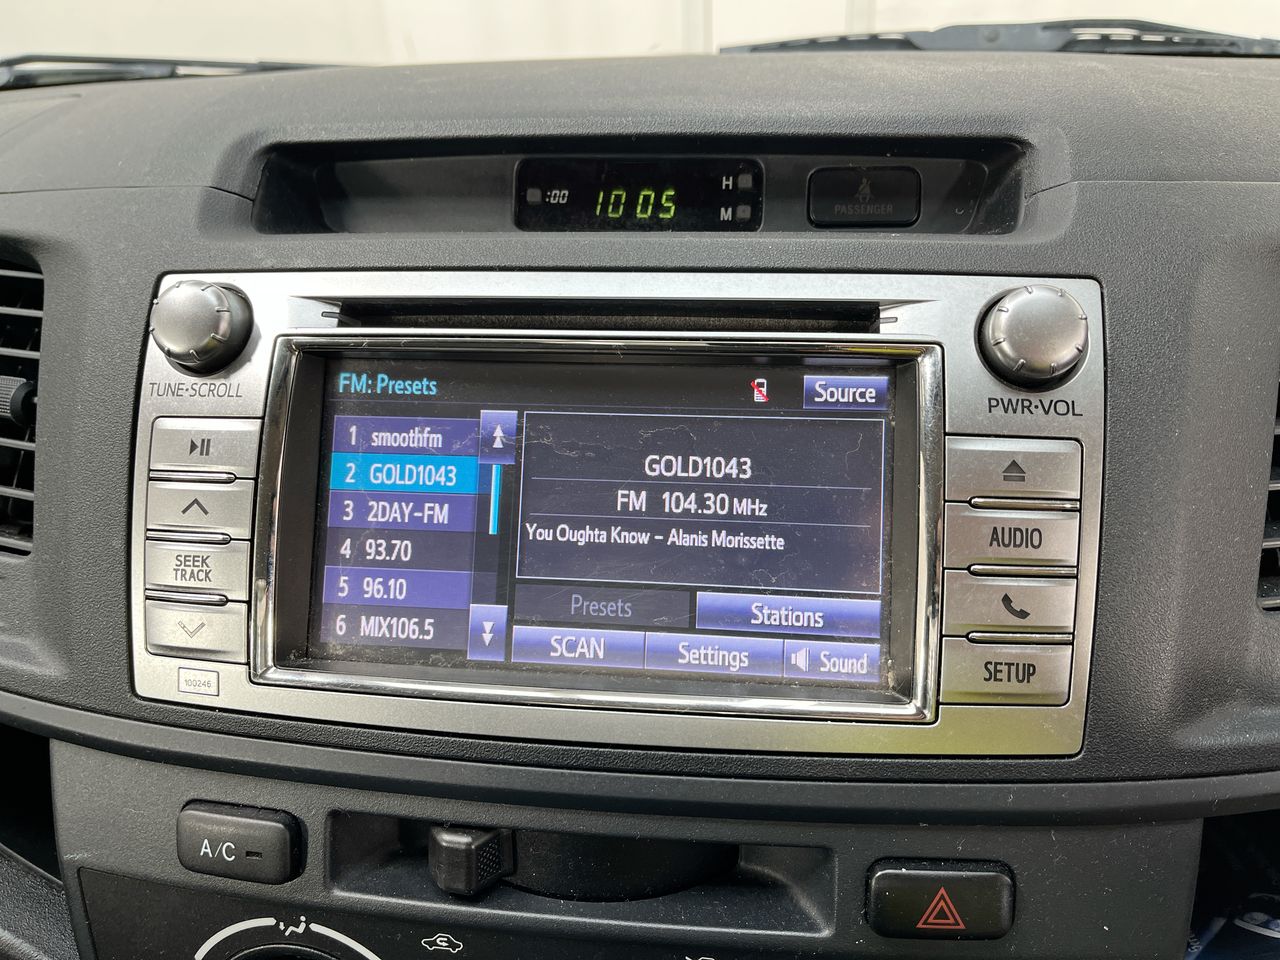 :00 10 05 H
M
PASSENGER
TUNE•SCROLL
PWR•VOL
FM: Presets
Source
1 smoothfm
2 GOLD1043
3 2DAY-FM
4 93.70
5 96.10
6 MIX106.5
GOLD1043
FM 104.30 MHz
You Oughta Know - Alanis Morissette
Presets
Stations
SCAN
Settings
Sound
SEEK
TRACK
100246
AUDIO
SETUP
A/C